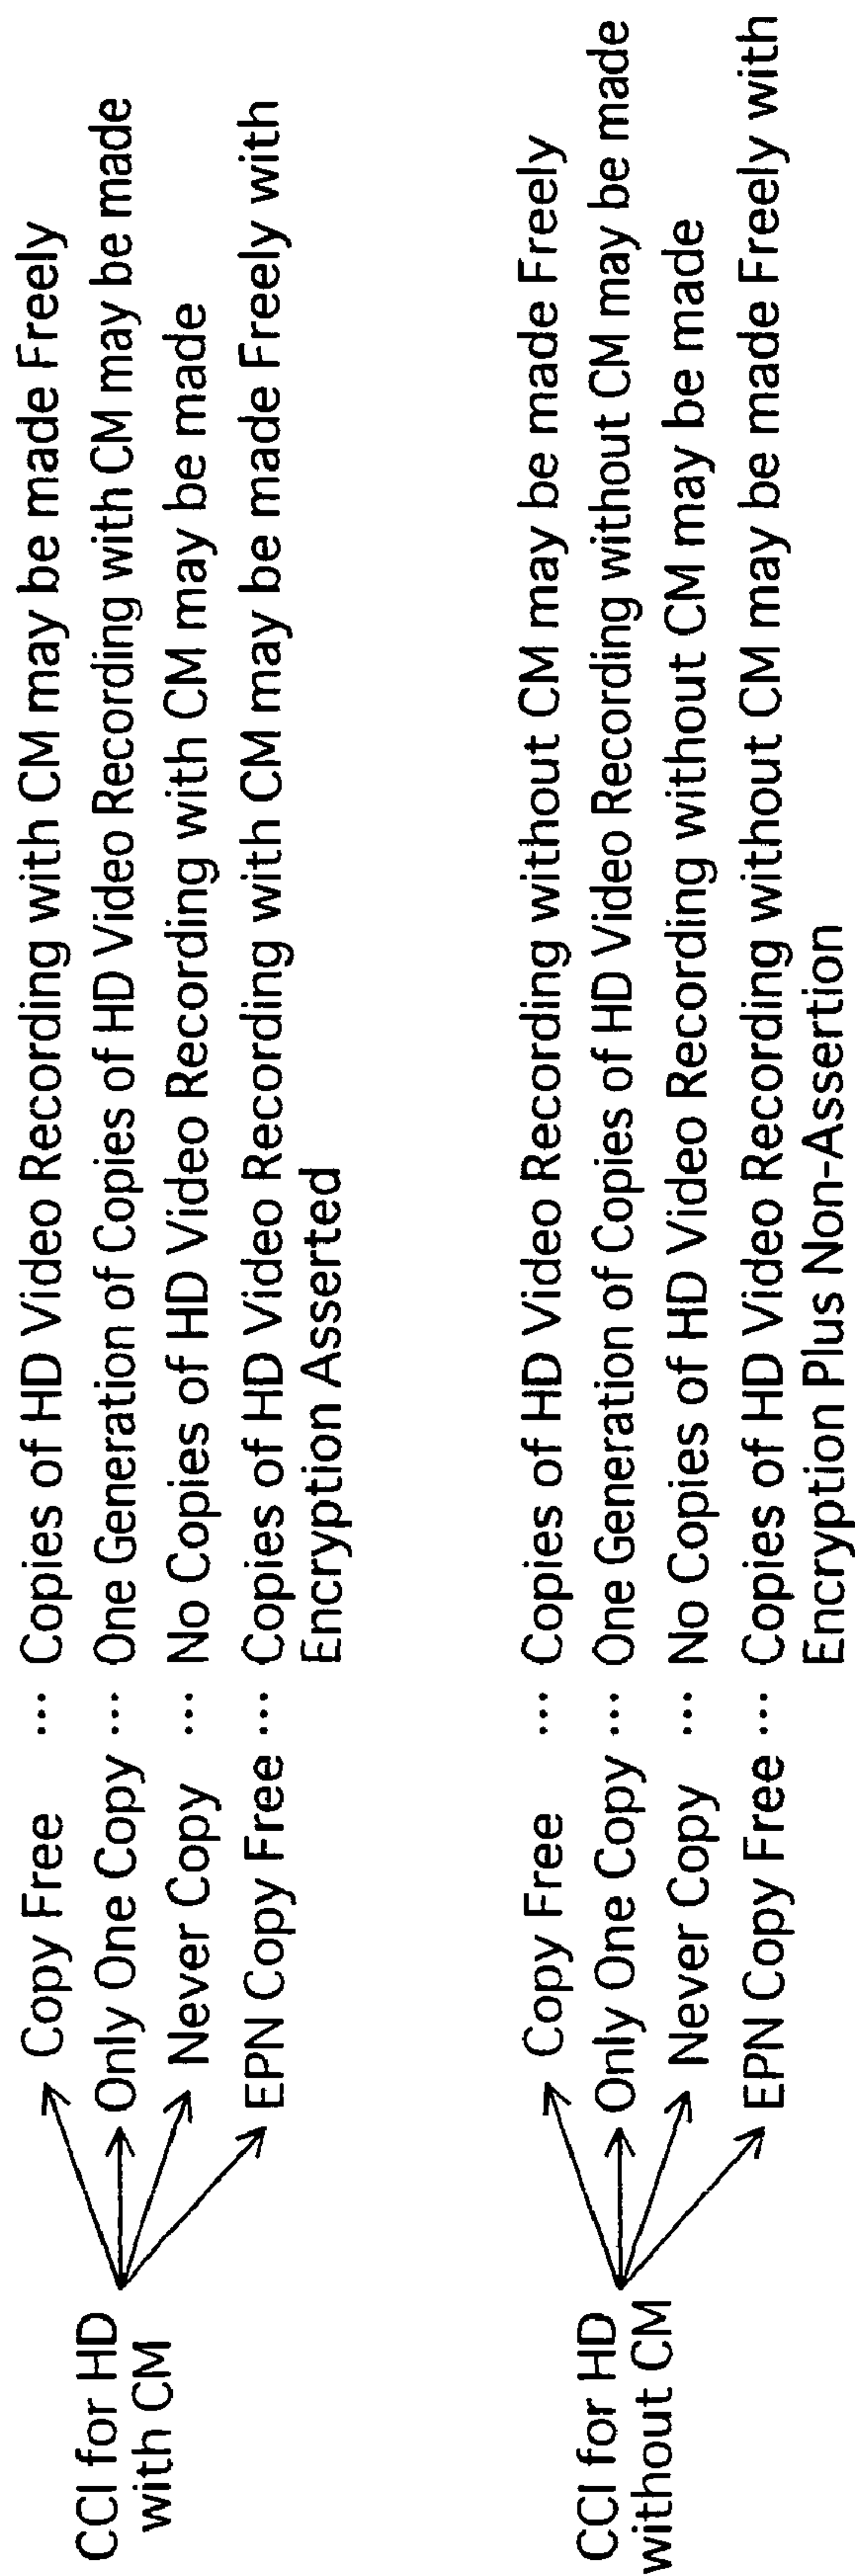 CCI for HD
with CM
Copy Free ... Copies of HD Video Recording with CM may be made Freely
Only One Copy ... One Generation of Copies of HD Video Recording with CM may be made
Never Copy ... No Copies of HD Video Recording with CM may be made
EPN Copy Free ... Copies of HD Video Recording with CM may be made Freely with
Encryption Asserted
CCI for HD
without CM
Copy Free ... Copies of HD Video Recording without CM may be made Freely
Only One Copy ... One Generation of Copies of HD Video Recording without CM may be made
Never Copy ... No Copies of HD Video Recording without CM may be made
EPN Copy Free ... Copies of HD Video Recording without CM may be made Freely with
Encryption Plus Non-Assertion